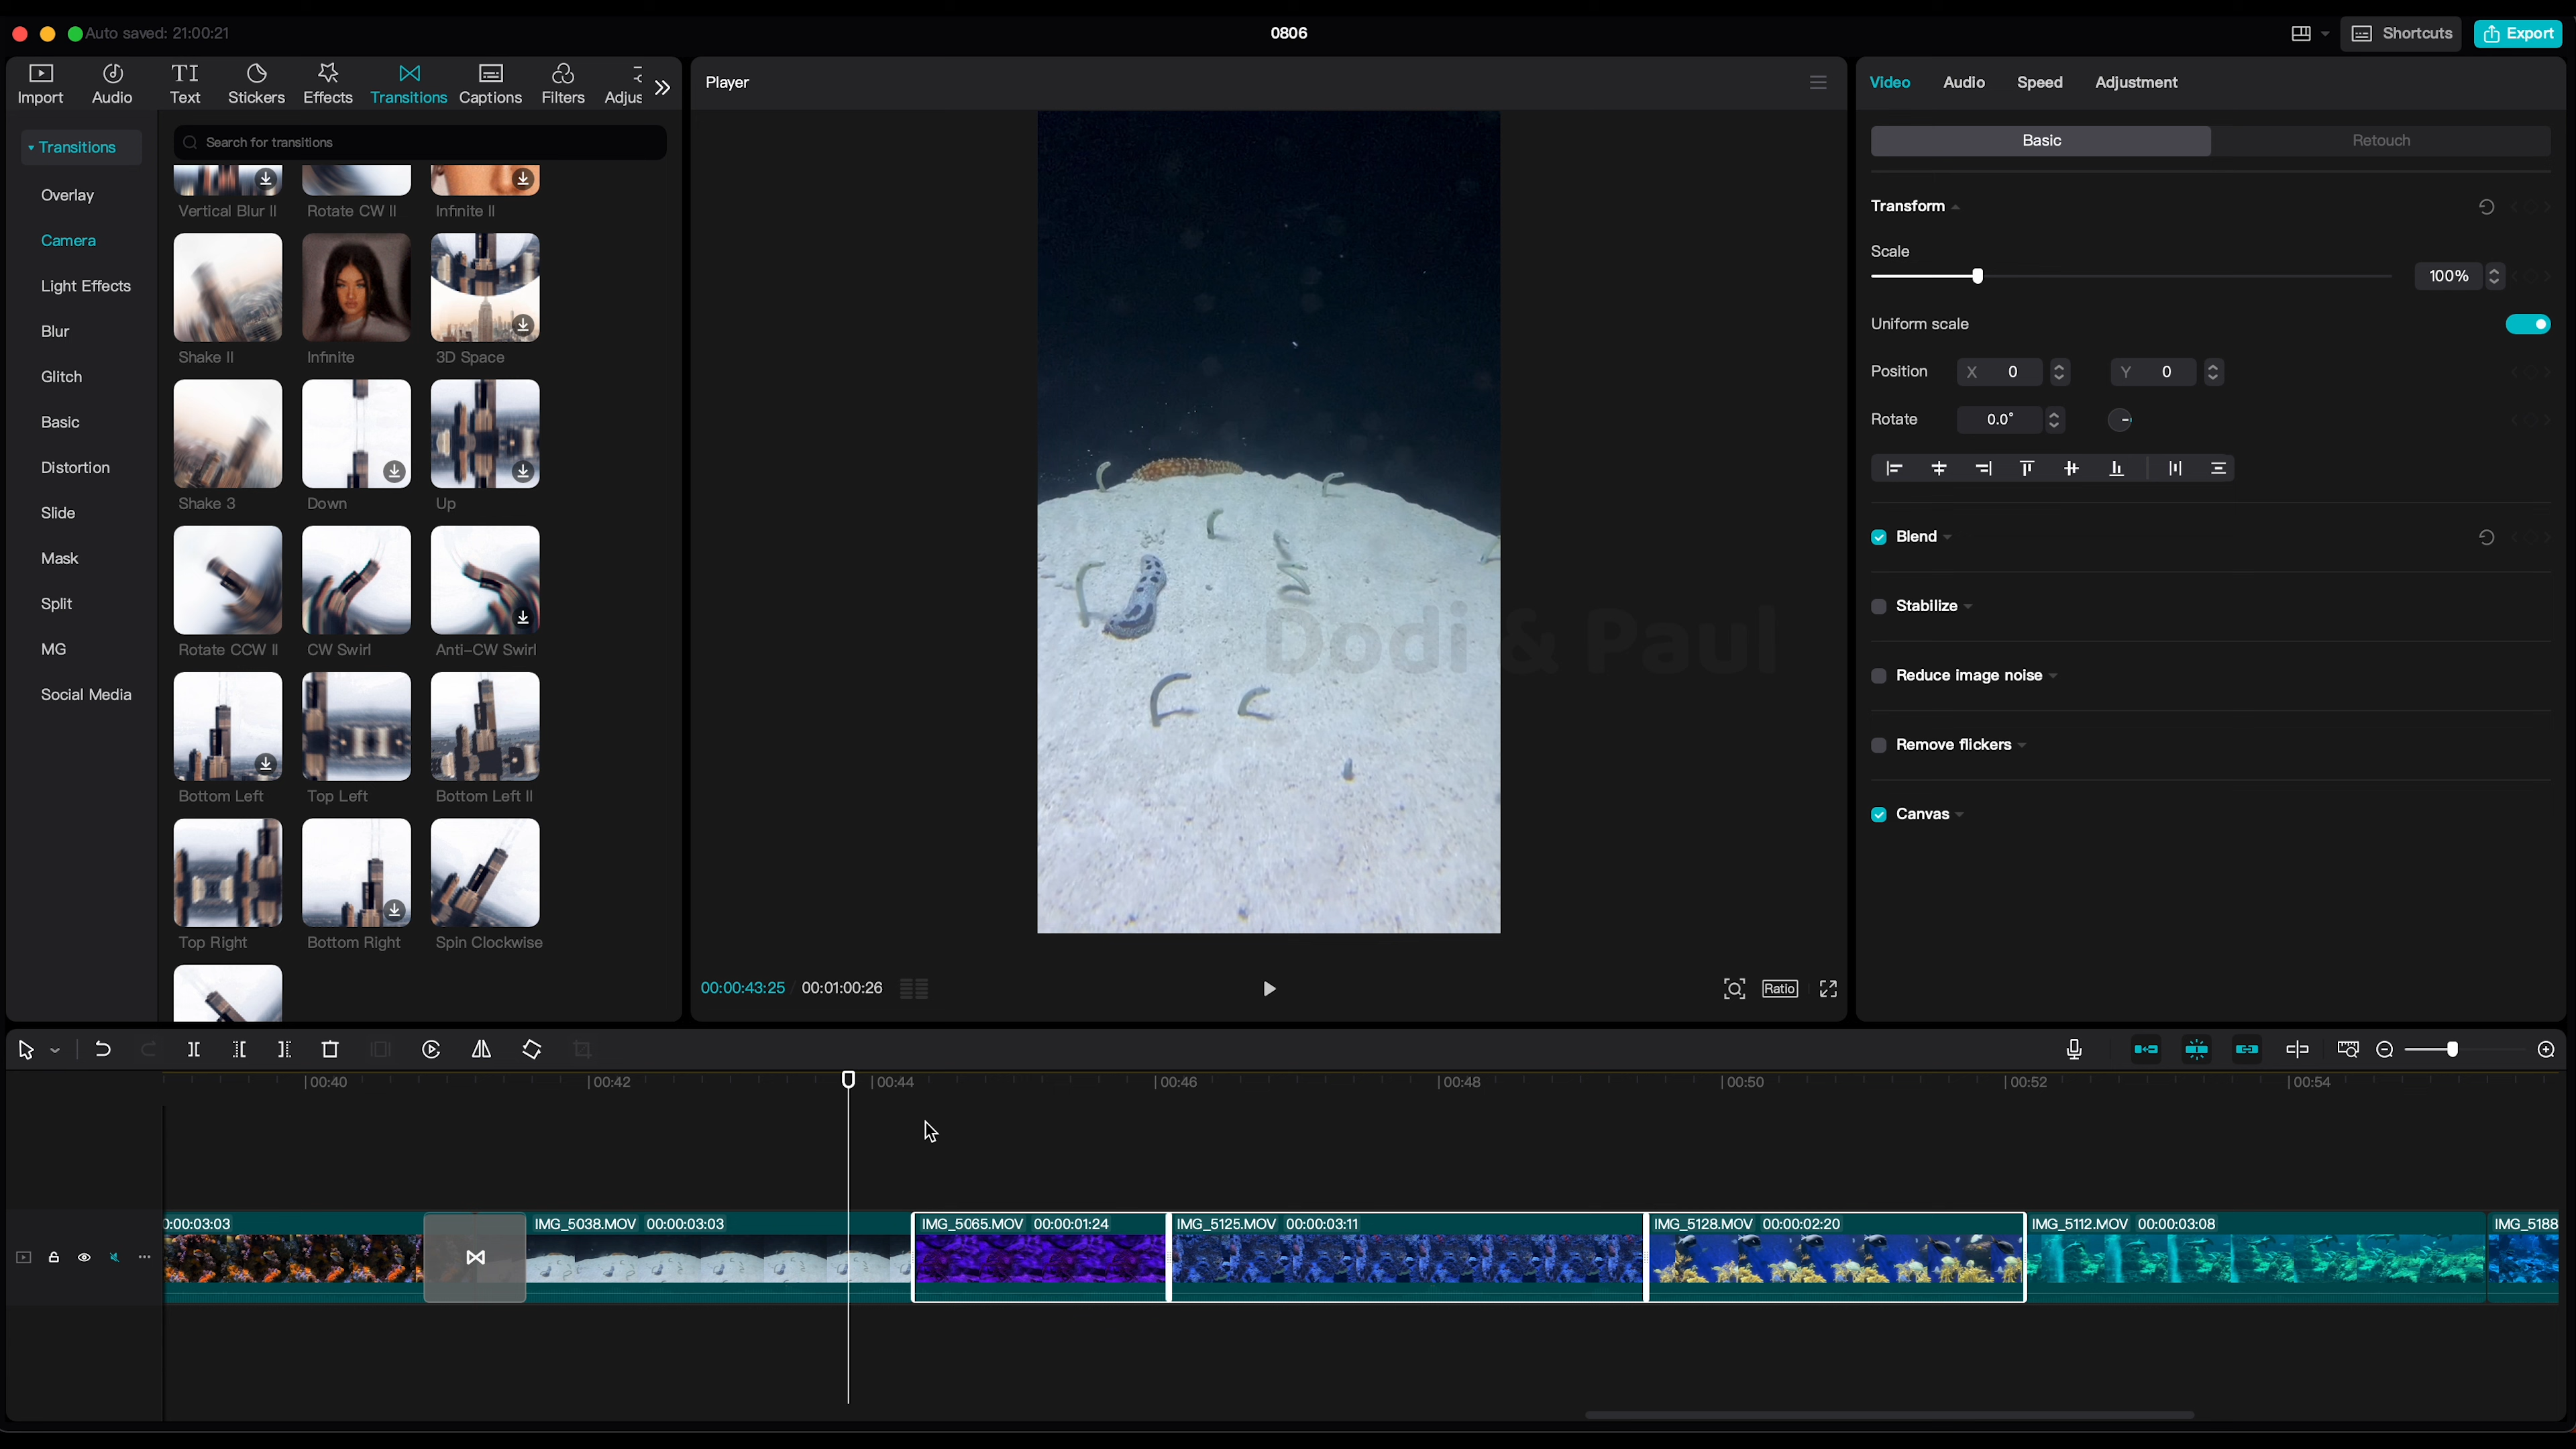 Auto saved: 21:00:21
0806
Shortcuts
Export
Import
Audio
Text
Stickers
Effects
Transitions
Captions
Filters
Adjus
Transitions
Overlay
Camera
Light Effects
Blur
Glitch
Basic
Distortion
Slide
Mask
Split
MG
Social Media
Search for transitions
Vertical Blur II
Rotate CW II
Infinite II
Shake II
Infinite
3D Space
Shake 3
Down
Up
Rotate CCW II
CW Swirl
Anti-CW Swirl
Bottom Left
Top Left
Bottom Left II
Top Right
Bottom Right
Spin Clockwise
Player
Dodi & Paul
00:00:43:25 / 00:01:00:26
Ratio
Video
Audio
Speed
Adjustment
Basic
Retouch
Transform
Scale
100%
Uniform scale
Position X 0 Y 0
Rotate 0.0°
Blend
Stabilize
Reduce image noise
Remove flickers
Canvas
00:40
00:42
00:44
00:46
00:48
00:50
00:52
00:54
0:00:03:03
IMG_5038.MOV 00:00:03:03
IMG_5065.MOV 00:00:01:24
IMG_5125.MOV 00:00:03:11
IMG_5128.MOV 00:00:02:20
IMG_5112.MOV 00:00:03:08
IMG_5188